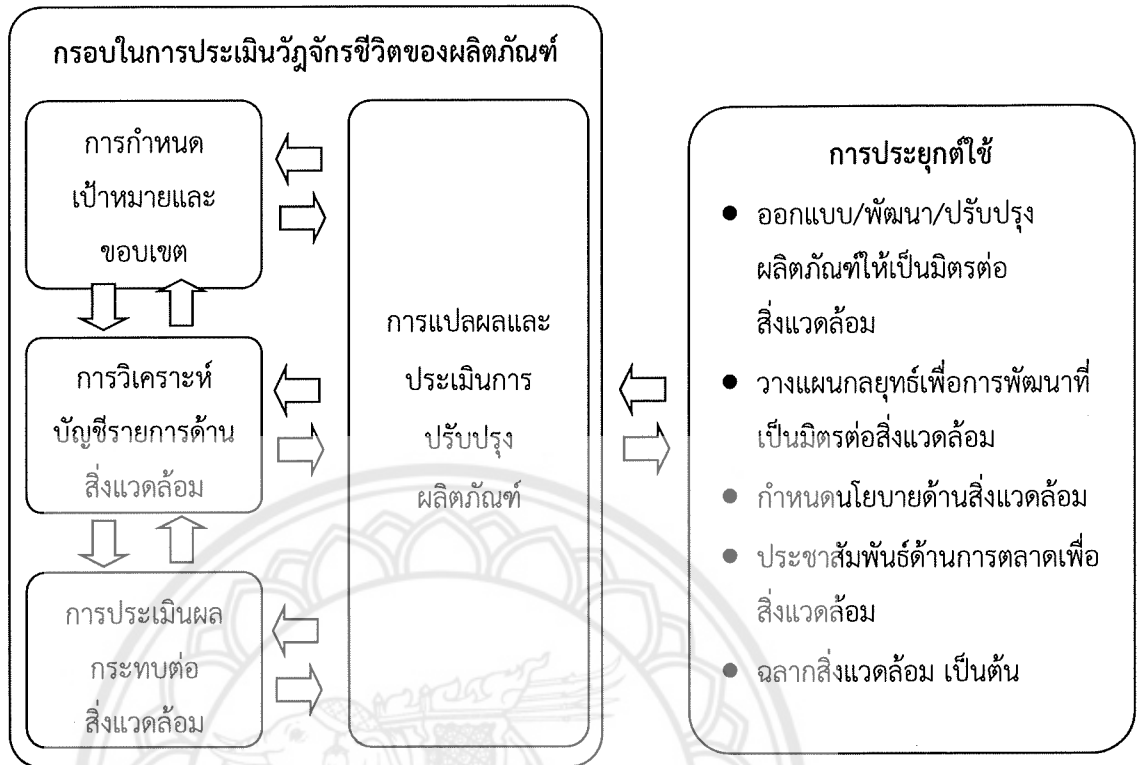 กรอบในการประเมินวัฏจักรชีวิตของผลิตภัณฑ์
การกำหนด
เป้าหมายและ
ขอบเขต
การวิเคราะห์
บัญชีรายการด้าน
สิ่งแวดล้อม
การประเมินผล
กระทบต่อ
สิ่งแวดล้อม
การแปลผลและ
ประเมินการ
ปรับปรุง
ผลิตภัณฑ์
การประยุกต์ใช้
● ออกแบบ/พัฒนา/ปรับปรุง
ผลิตภัณฑ์ให้เป็นมิตรต่อ
สิ่งแวดล้อม
● วางแผนกลยุทธ์เพื่อการพัฒนาที่
เป็นมิตรต่อสิ่งแวดล้อม
● กำหนดนโยบายด้านสิ่งแวดล้อม
● ประชาสัมพันธ์ด้านการตลาดเพื่อ
สิ่งแวดล้อม
● ฉลากสิ่งแวดล้อม เป็นต้น